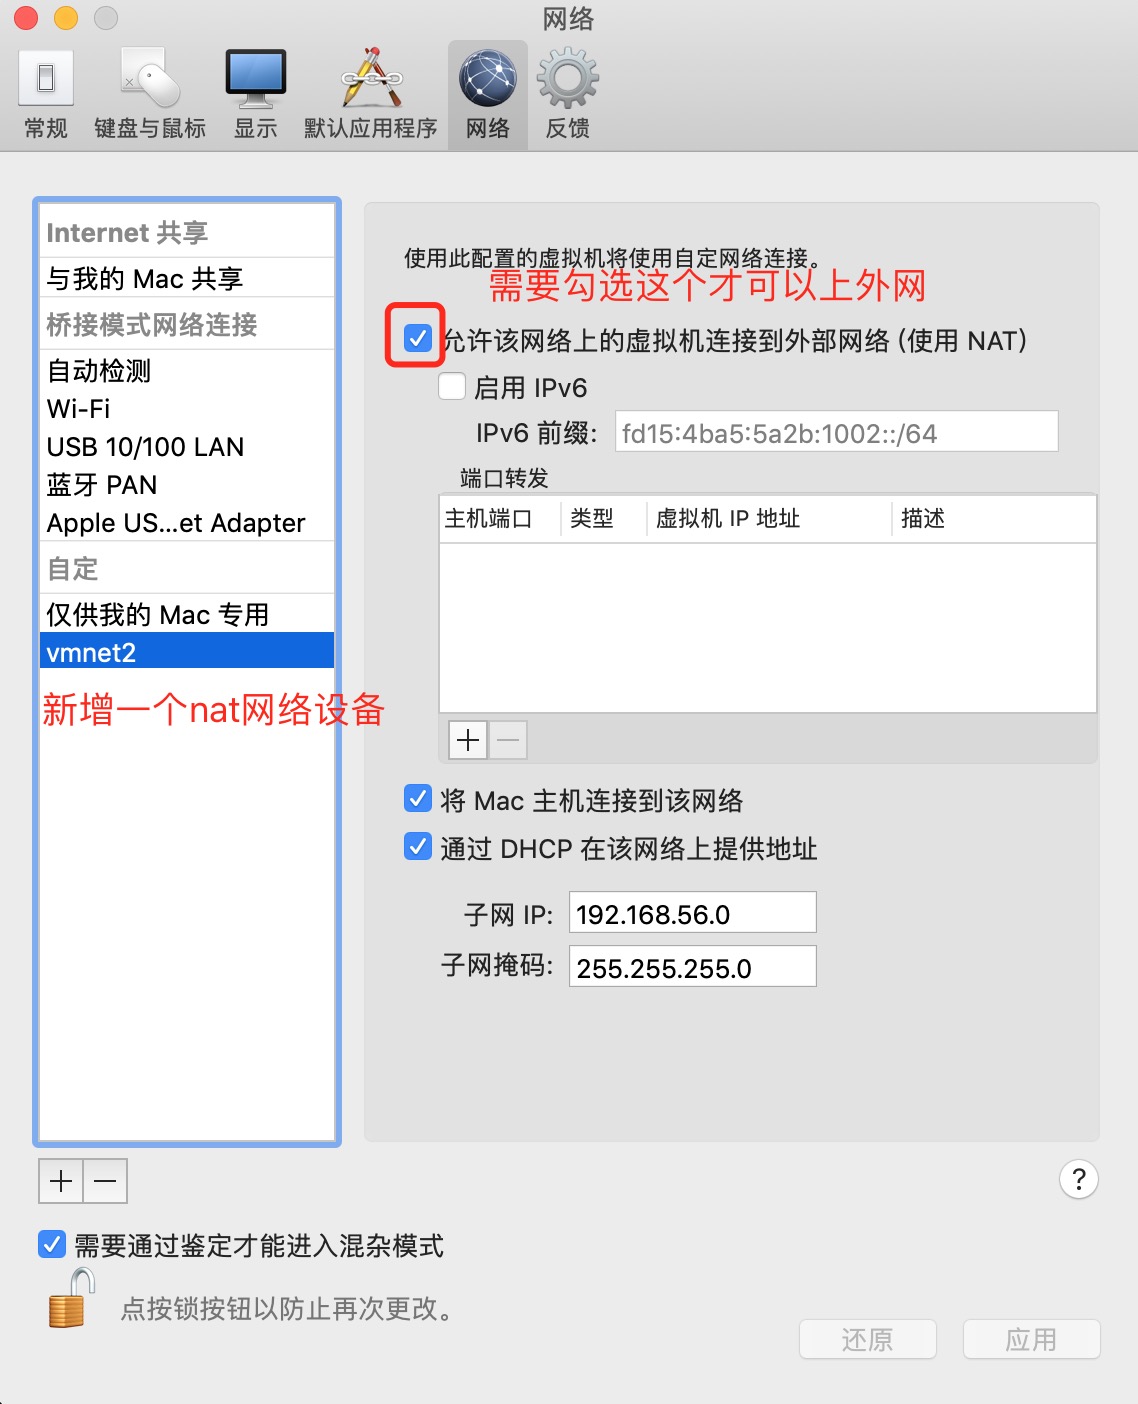 网络
常规
键盘与鼠标
显示
默认应用程序
网络
反馈
Internet 共享
与我的 Mac 共享
桥接模式网络连接
自动检测
Wi-Fi
USB 10/100 LAN
蓝牙 PAN
Apple US...et Adapter
自定
仅供我的 Mac 专用
vmnet2
新增一个nat网络设备
使用此配置的虚拟机将使用自定网络连接。
需要勾选这个才可以上外网
允许该网络上的虚拟机连接到外部网络 (使用 NAT)
启用 IPv6
IPv6 前缀: fd15:4ba5:5a2b:1002::/64
端口转发
主机端口 类型 虚拟机 IP 地址 描述
将 Mac 主机连接到该网络
通过 DHCP 在该网络上提供地址
子网 IP: 192.168.56.0
子网掩码: 255.255.255.0
?
需要通过鉴定才能进入混杂模式
点按锁按钮以防止再次更改。
还原
应用